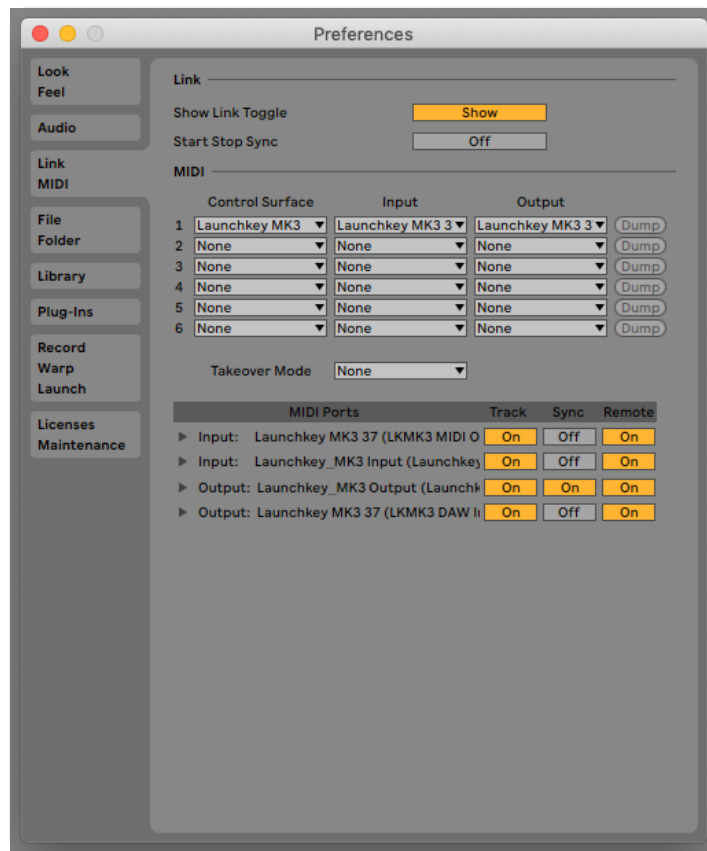 Preferences
Look
Feel
Audio
Link
MIDI
File
Folder
Library
Plug-Ins
Record
Warp
Launch
Licenses
Maintenance
Link
Show Link Toggle Show
Start Stop Sync Off
MIDI
Control Surface Input Output
1 Launchkey MK3 Launchkey MK3 3 Launchkey MK3 3 Dump
2 None None None Dump
3 None None None Dump
4 None None None Dump
5 None None None Dump
6 None None None Dump
Takeover Mode None
MIDI Ports Track Sync Remote
Input: Launchkey MK3 37 (LKMK3 MIDI O On Off On
Input: Launchkey_MK3 Input (Launchkey On Off On
Output: Launchkey_MK3 Output (Launchk On On On
Output: Launchkey MK3 37 (LKMK3 DAW I On Off On